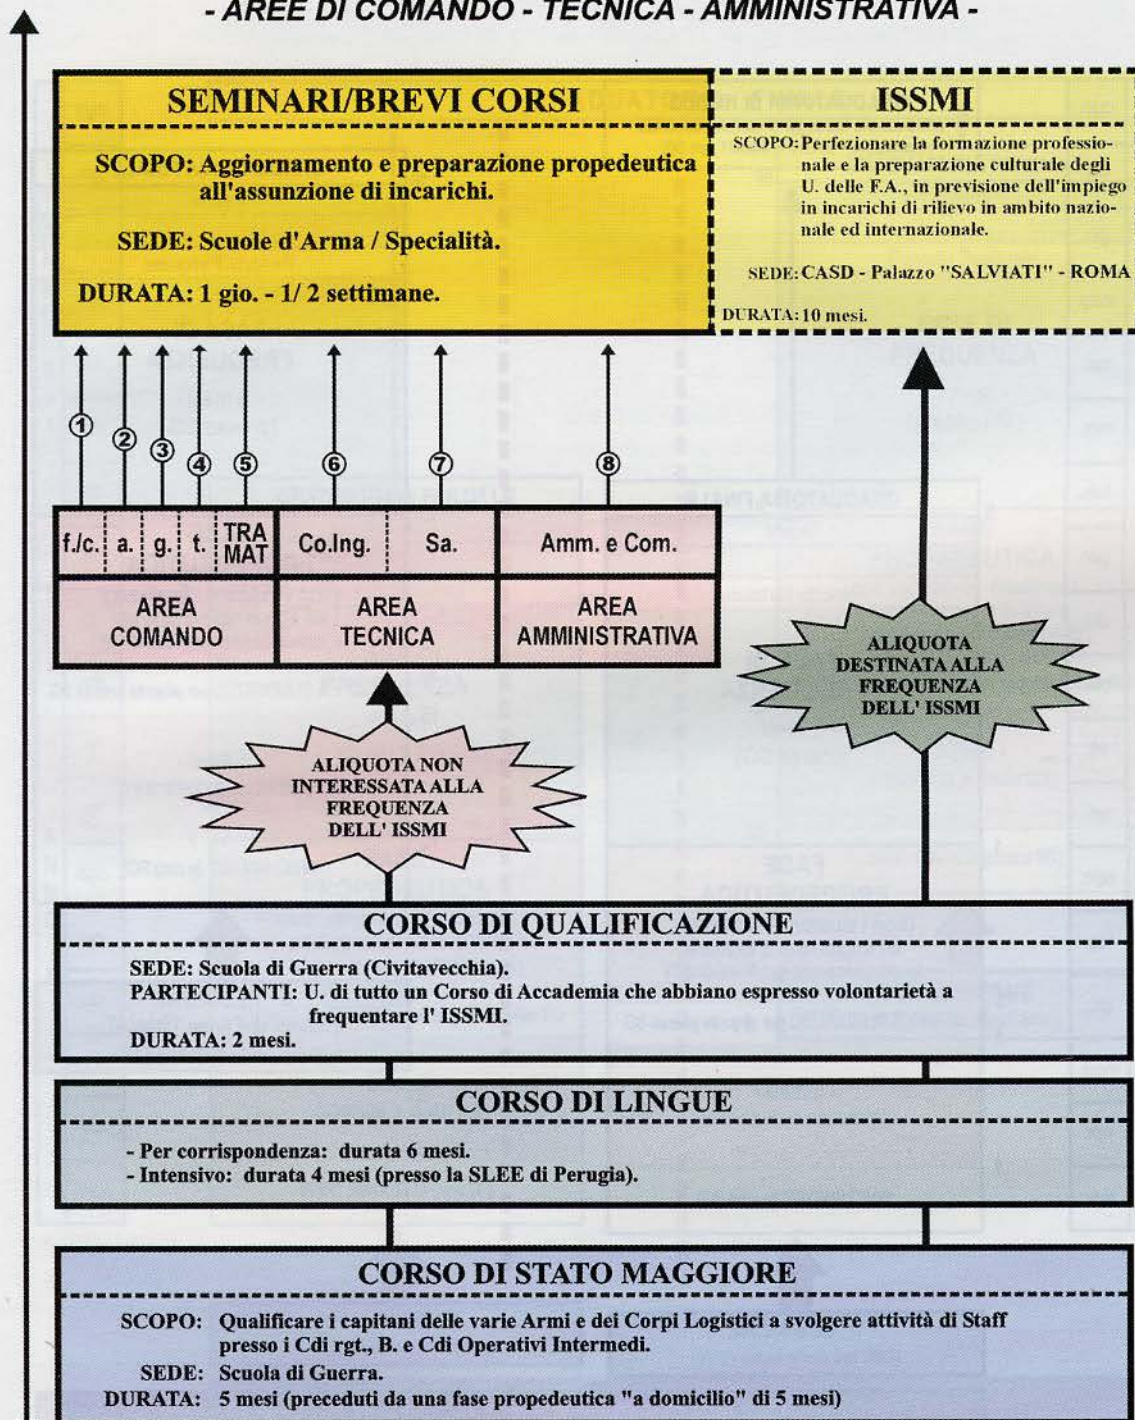 - AREE DI COMANDO - TECNICA - AMMINISTRATIVA -
SEMINARI/BREVI CORSI
SCOPO: Aggiornamento e preparazione propedeutica
all'assunzione di incarichi.
SEDE: Scuole d'Arma / Specialità.
DURATA: 1 gio. - 1/ 2 settimane.
ISSMI
SCOPO: Perfezionare la formazione professio-
nale e la preparazione culturale degli
U. delle F.A., in previsione dell'impiego
in incarichi di rilievo in ambito nazio-
nale ed internazionale.
SEDE: CASD - Palazzo "SALVIATI" - ROMA
DURATA: 10 mesi.
1 2 3 4 5 6 7 8
f./c. a. g. t. TRA Co.Ing. Sa. Amm. e Com.
MAT
AREA
COMANDO
AREA
TECNICA
AREA
AMMINISTRATIVA
ALIQUOTA
DESTINATA ALLA
FREQUENZA
DELL' ISSMI
ALIQUOTA NON
INTERESSATA ALLA
FREQUENZA
DELL' ISSMI
CORSO DI QUALIFICAZIONE
SEDE: Scuola di Guerra (Civitavecchia).
PARTECIPANTI: U. di tutto un Corso di Accademia che abbiano espresso volontarietà a
frequentare l' ISSMI.
DURATA: 2 mesi.
CORSO DI LINGUE
- Per corrispondenza: durata 6 mesi.
- Intensivo: durata 4 mesi (presso la SLEE di Perugia).
CORSO DI STATO MAGGIORE
SCOPO: Qualificare i capitani delle varie Armi e dei Corpi Logistici a svolgere attività di Staff
presso i Cdi rgt., B. e Cdi Operativi Intermedi.
SEDE: Scuola di Guerra.
DURATA: 5 mesi (preceduti da una fase propedeutica "a domicilio" di 5 mesi)